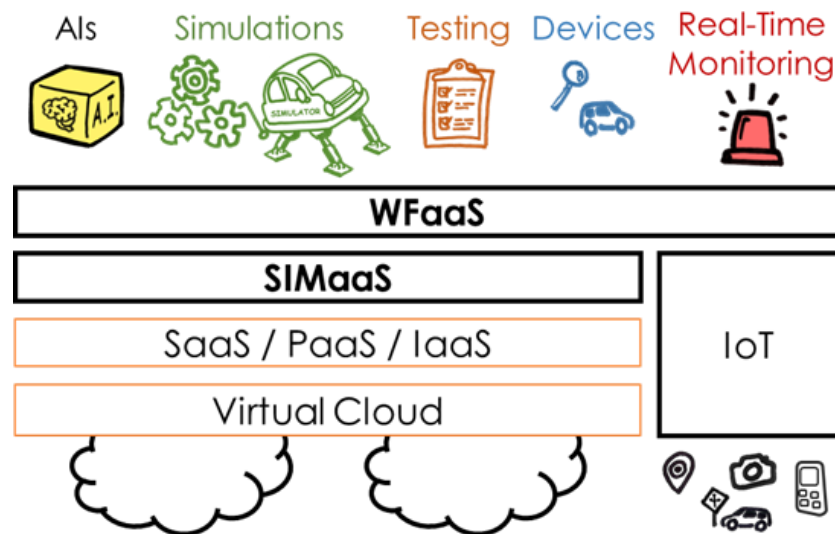 AIs
Simulations
Testing
Devices
Real-Time
Monitoring
A.I.
SIMULATOR
WFaaS
SIMaaS
SaaS / PaaS / IaaS
IoT
Virtual Cloud